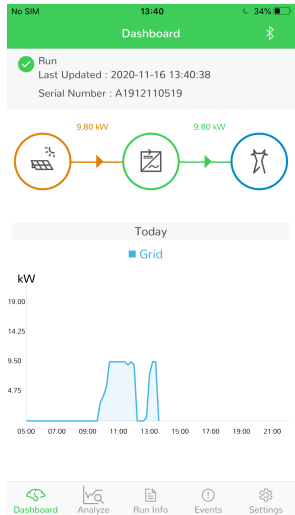 No SIM 13:40 34%
Dashboard
Run
Last Updated : 2020-11-16 13:40:38
Serial Number : A1912110519
9.80 kW 9.80 kW
Today
Grid
kW
19.00
14.25
9.50
4.75
05:00 07:00 09:00 11:00 13:00 15:00 17:00 19:00 21:00
Dashboard Analyze Run Info Events Settings